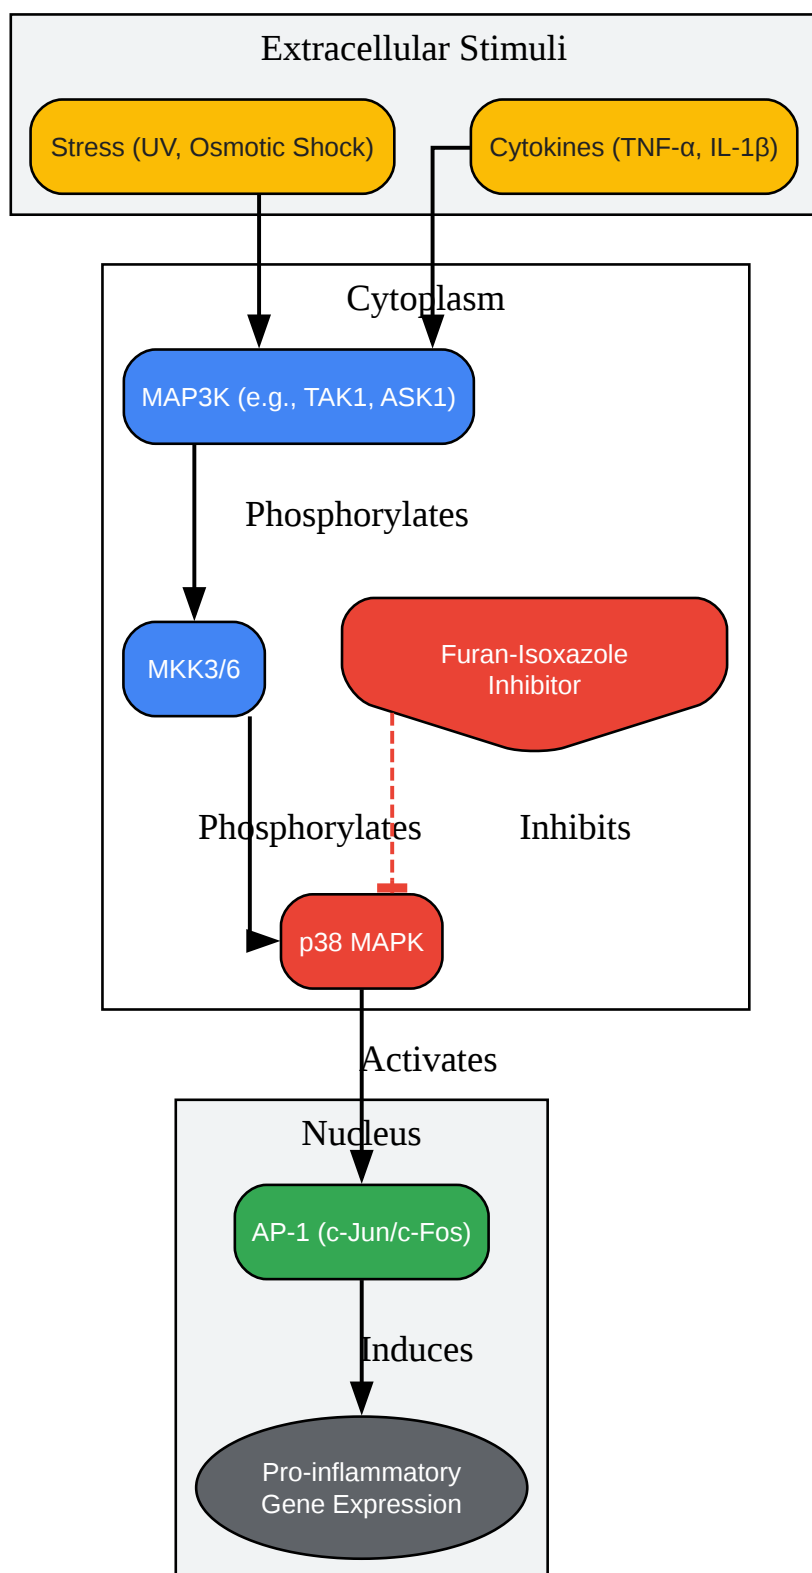 Extracellular Stimuli
Stress (UV, Osmotic Shock)
Cytokines (TNF-α, IL-1β)
Cytoplasm
MAP3K (e.g., TAK1, ASK1)
Phosphorylates
MKK3/6
Furan-Isoxazole
Inhibitor
Phosphorylates
Inhibits
p38 MAPK
Activates
Nucleus
AP-1 (c-Jun/c-Fos)
Induces
Pro-inflammatory
Gene Expression